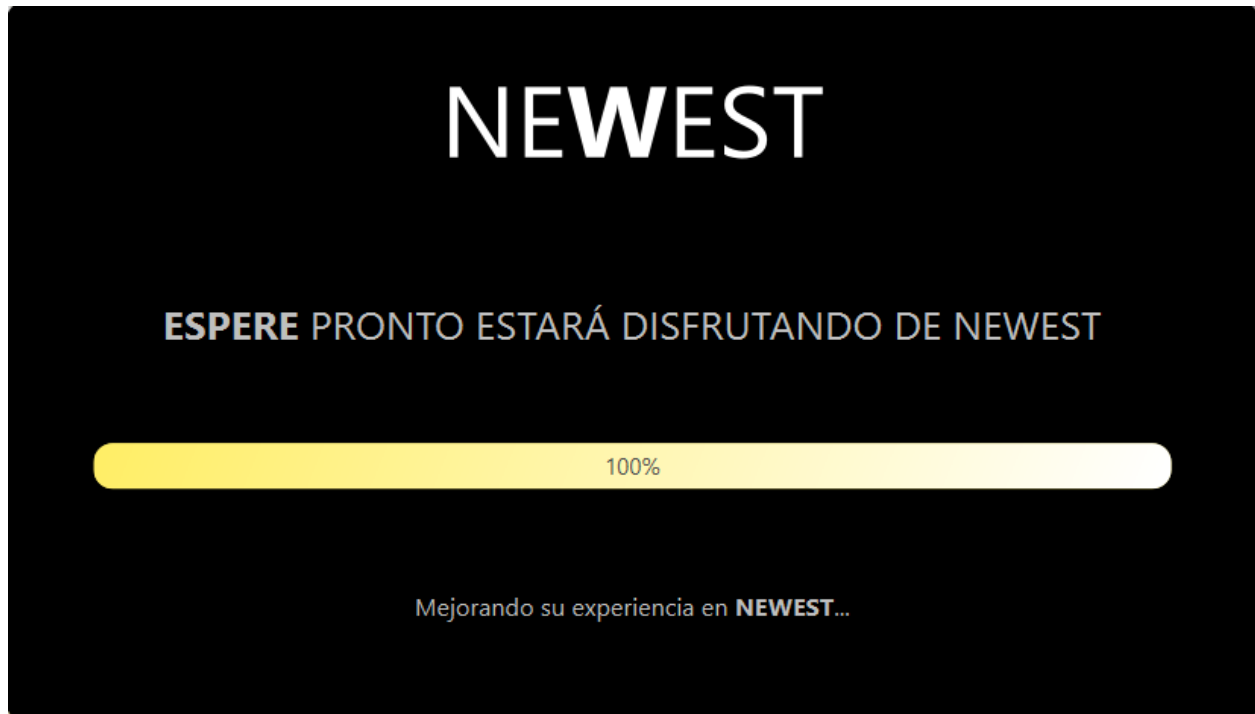 NEWEST
ESPERE PRONTO ESTARÁ DISFRUTANDO DE NEWEST
100%
Mejorando su experiencia en NEWEST...